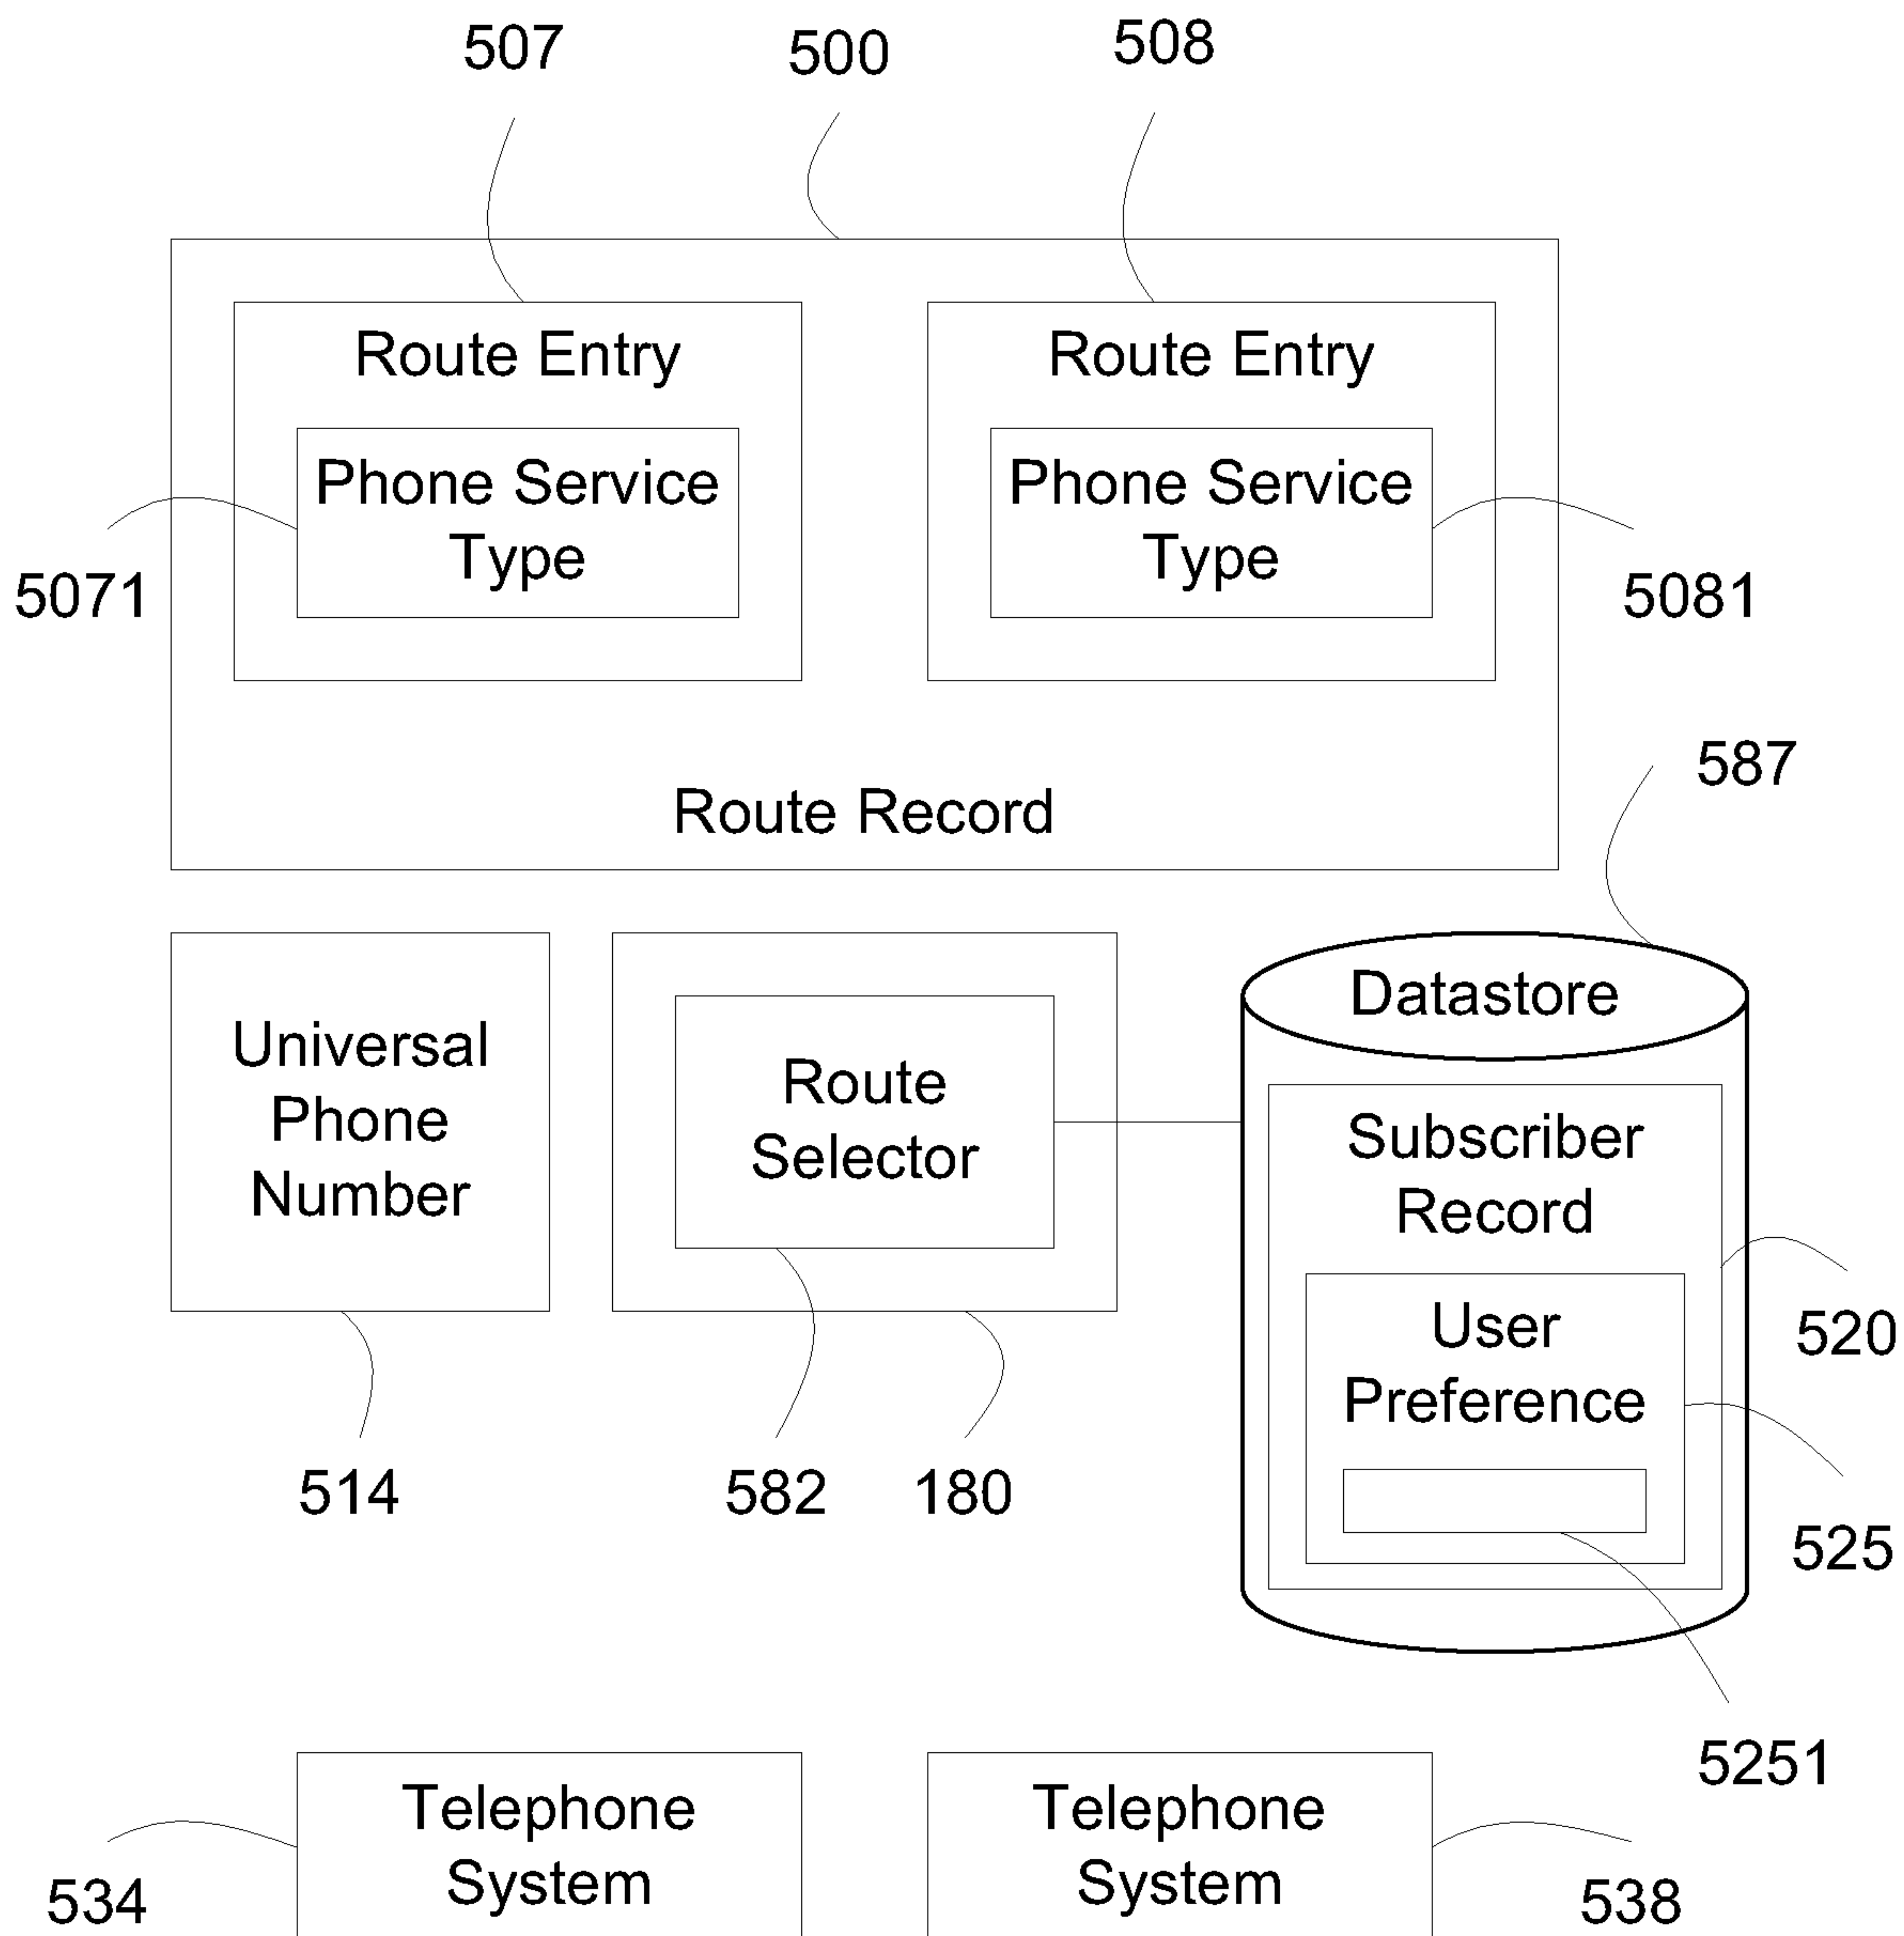 507
500
508
Route Entry
Route Entry
Phone Service
Type
Phone Service
Type
5071
5081
Route Record
587
Datastore
Universal
Phone
Number
Route
Selector
Subscriber
Record
User
Preference
520
514
582
180
525
5251
Telephone
System
Telephone
System
534
538